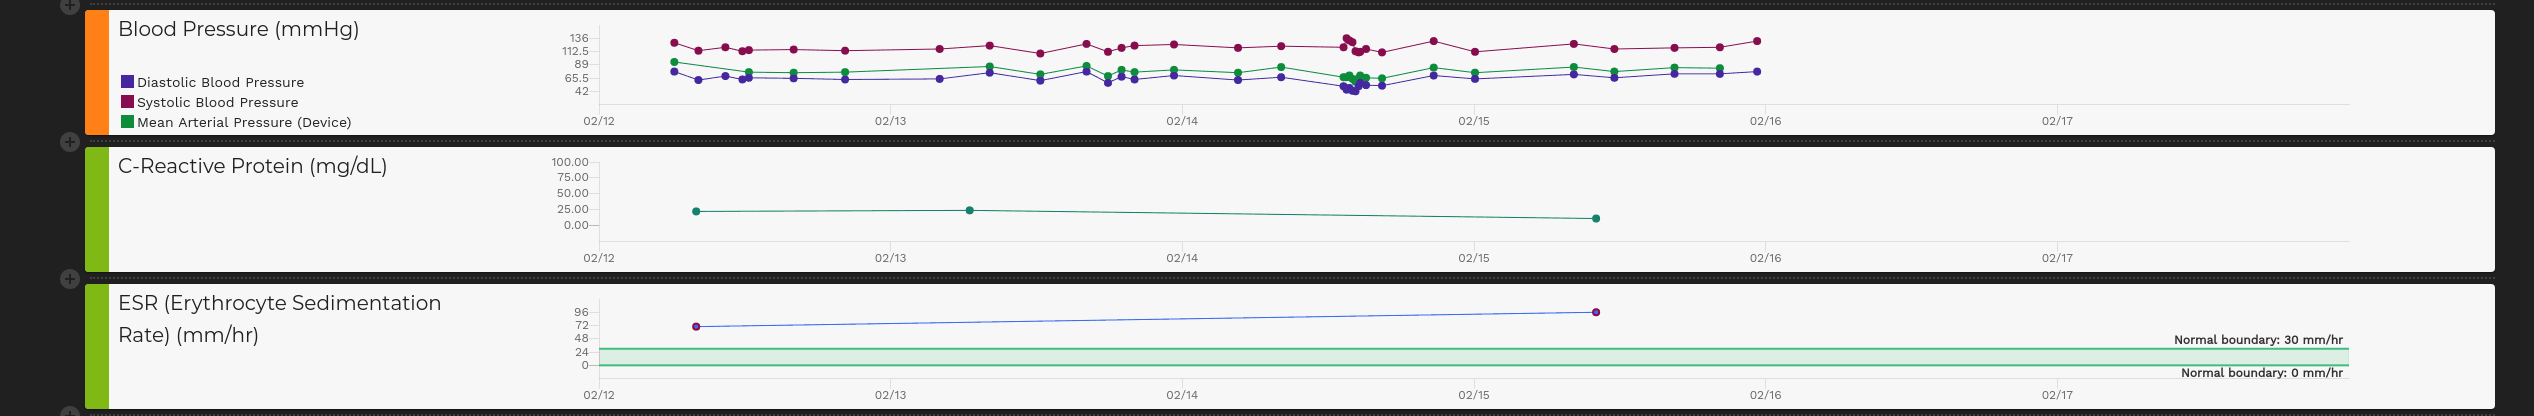 Blood Pressure (mmHg)
Diastolic Blood Pressure
Systolic Blood Pressure
Mean Arterial Pressure (Device)
136
112.5
89
65.5
42
02/12 02/13 02/14 02/15 02/16 02/17
C-Reactive Protein (mg/dL)
100.00
75.00
50.00
25.00
0.00
02/12 02/13 02/14 02/15 02/16 02/17
ESR (Erythrocyte Sedimentation
Rate) (mm/hr)
96
72
48
24
0
Normal boundary: 30 mm/hr
Normal boundary: 0 mm/hr
02/12 02/13 02/14 02/15 02/16 02/17